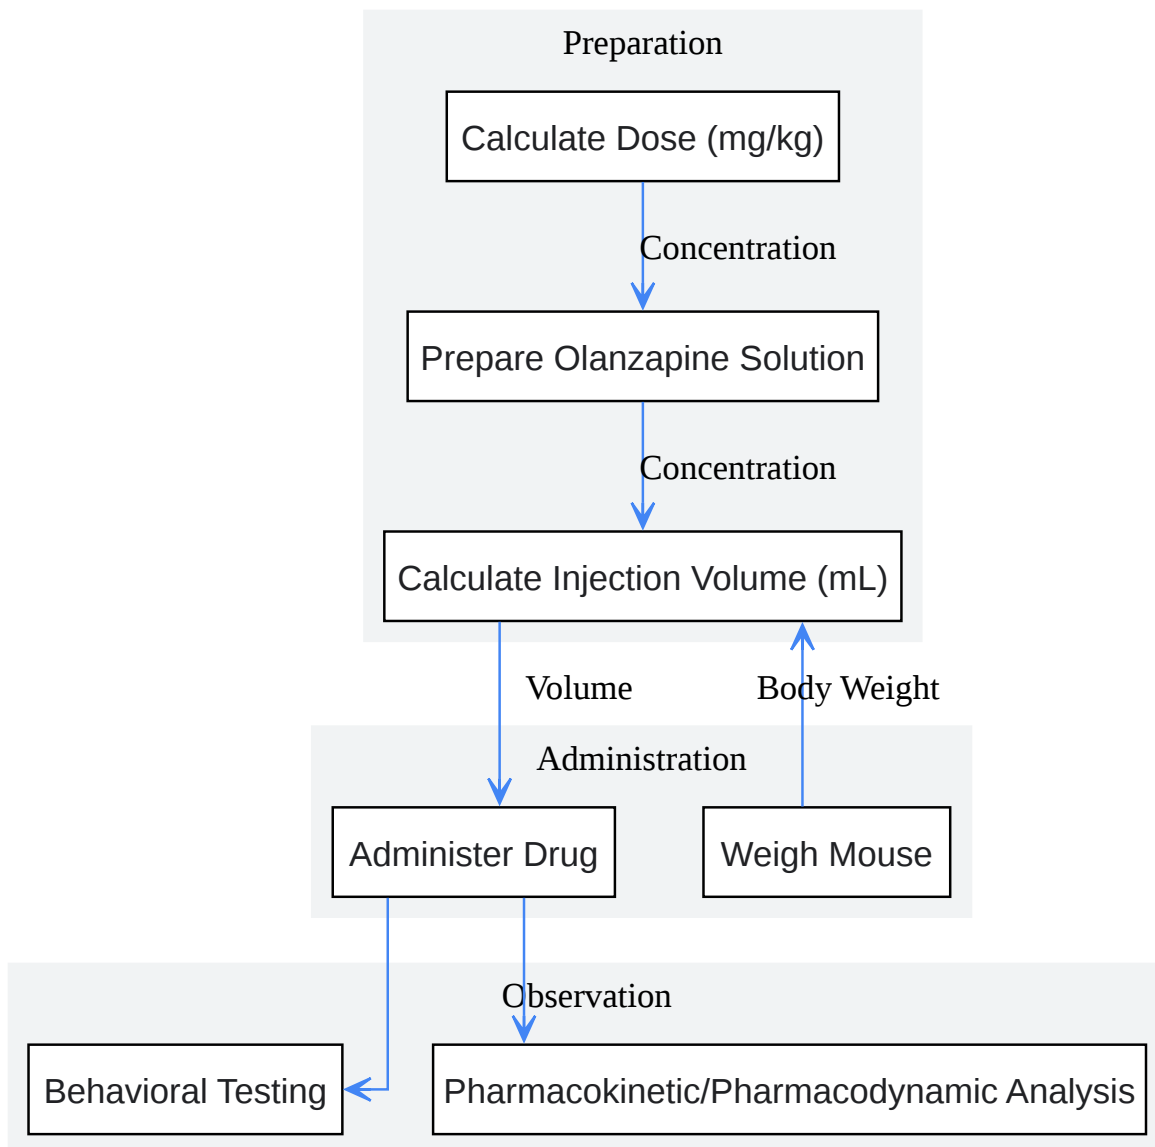 Preparation
Calculate Dose (mg/kg)
Concentration
Prepare Olanzapine Solution
Concentration
Calculate Injection Volume (mL)
Volume
Body Weight
Administration
Administer Drug
Weigh Mouse
Observation
Behavioral Testing
Pharmacokinetic/Pharmacodynamic Analysis